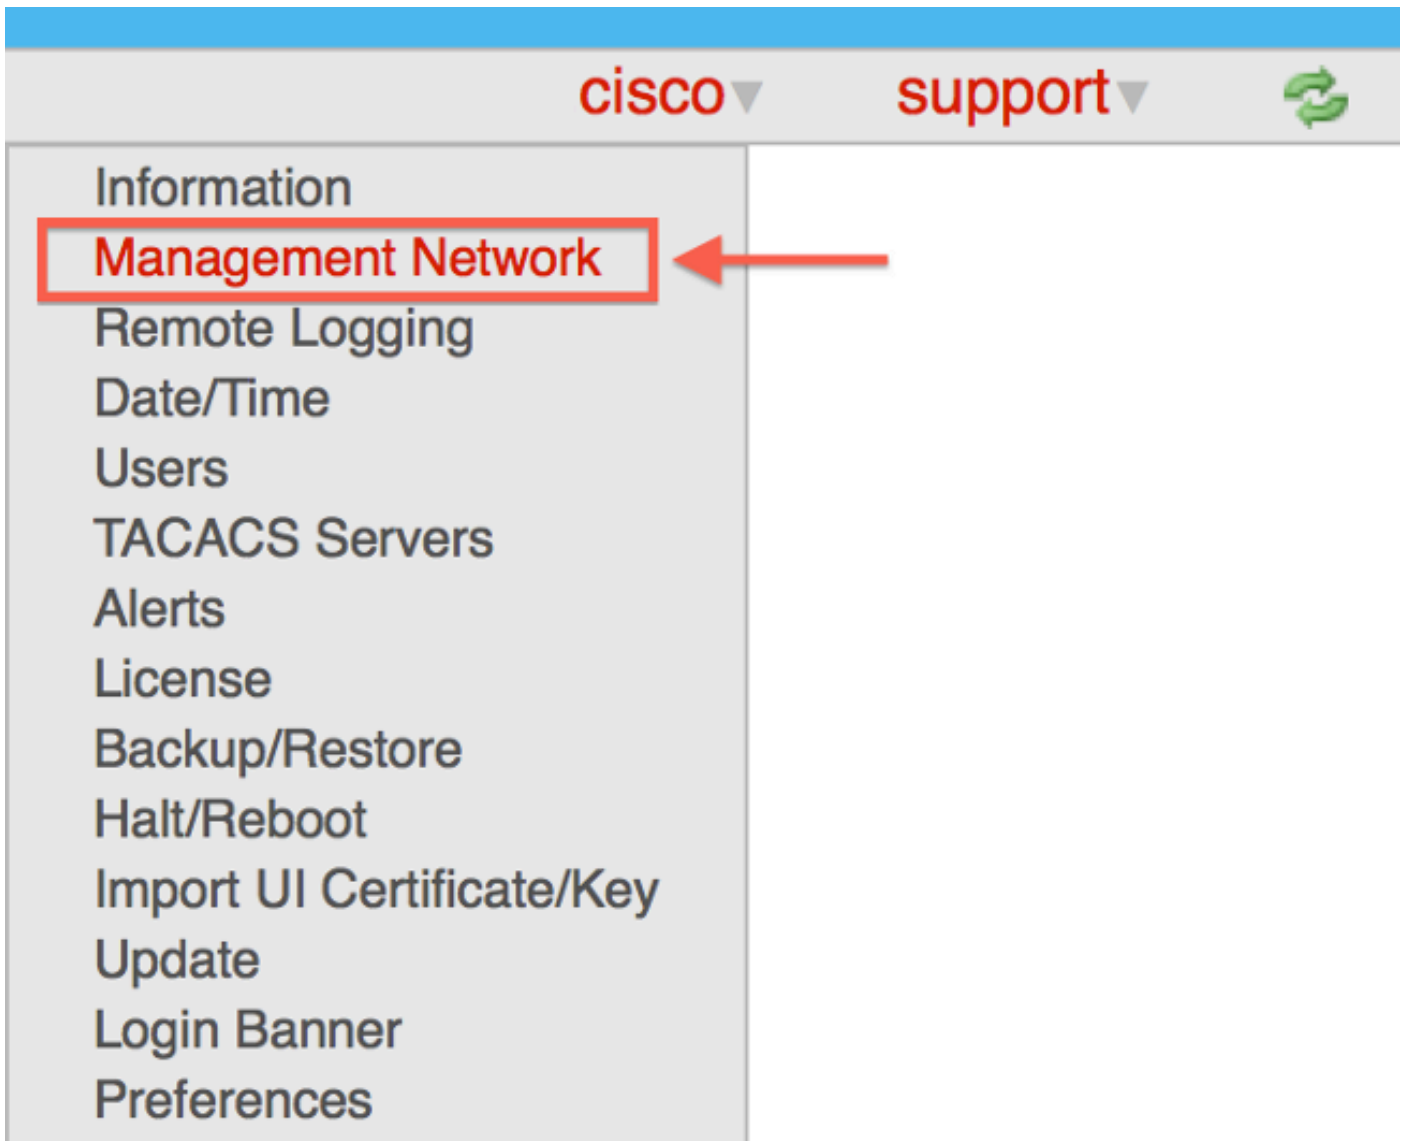 cisco support
Information
Management Network
Remote Logging
Date/Time
Users
TACACS Servers
Alerts
License
Backup/Restore
Halt/Reboot
Import UI Certificate/Key
Update
Login Banner
Preferences